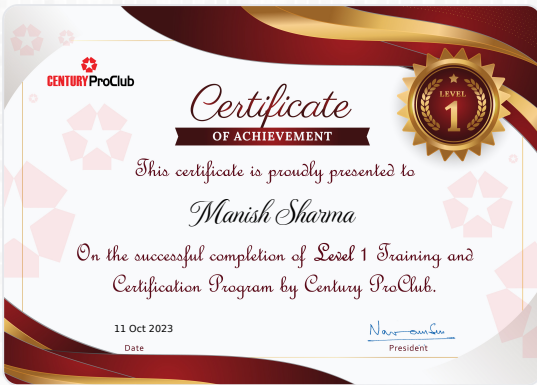 CENTURY ProClub
Certificate
OF ACHIEVEMENT
LEVEL
1
This certificate is proudly presented to
Manish Sharma
On the successful completion of Level 1 Training and
Certification Program by Century ProClub.
11 Oct 2023
Date
President